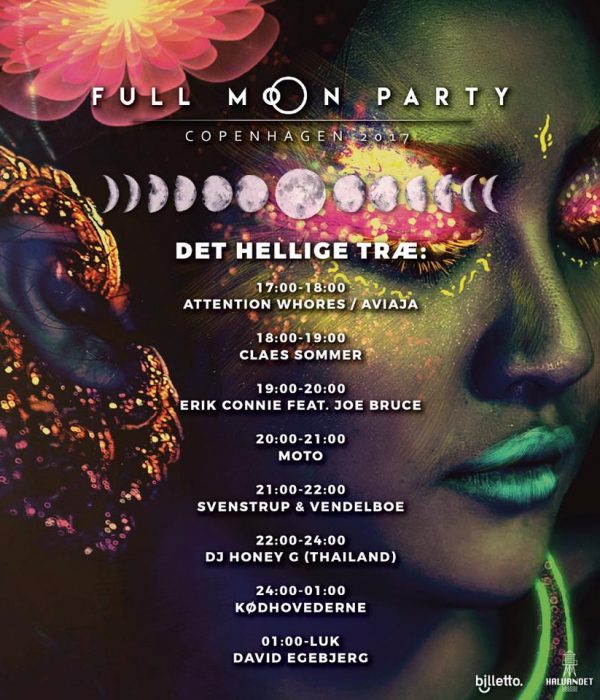 FULL MOON PARTY
COPENHAGEN 2017
DET HELLIGE TRÆ:
17:00-18:00
ATTENTION WHORES / AVIAJA
18:00-19:00
CLAES SOMMER
19:00-20:00
ERIK CONNIE FEAT. JOE BRUCE
20:00-21:00
MOTO
21:00-22:00
SVENSTRUP & VENDELBOE
22:00-24:00
DJ HONEY G (THAILAND)
24:00-01:00
KØDHOVEDERNE
01:00-LUK
DAVID EGEBJERG
billetto.
HALVANDET